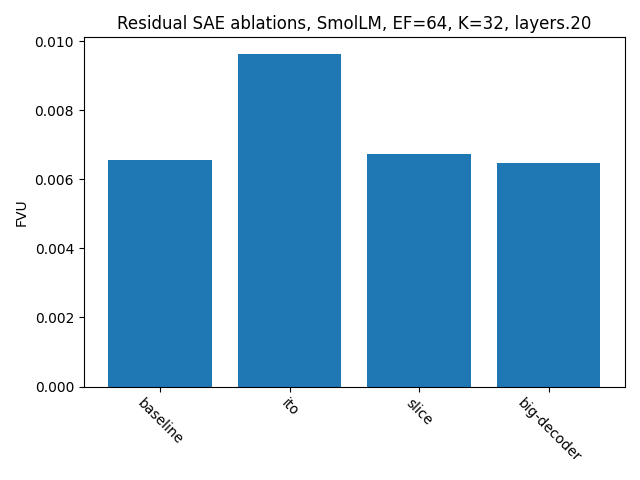 Residual SAE ablations, SmolLM, EF=64, K=32, layers.20
0.010
0.008
0.006
0.004
0.002
0.000
FVU
baseline
ito
slice
big-decoder